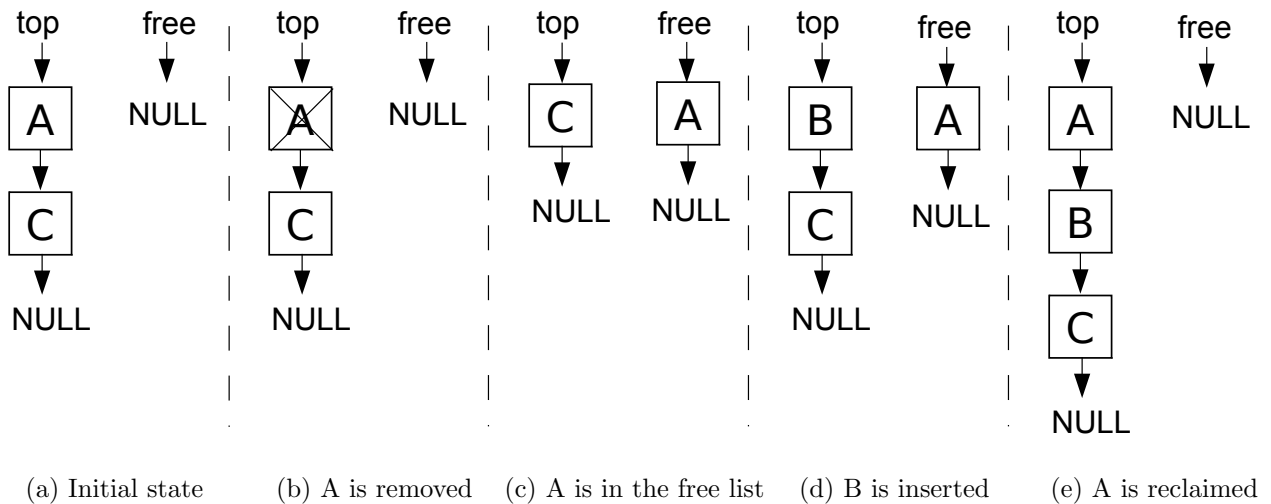 top free top free top free top free top free
A NULL A NULL C A B A A NULL
C C NULL NULL C NULL B
NULL NULL NULL C
NULL
(a) Initial state (b) A is removed (c) A is in the free list (d) B is inserted (e) A is reclaimed